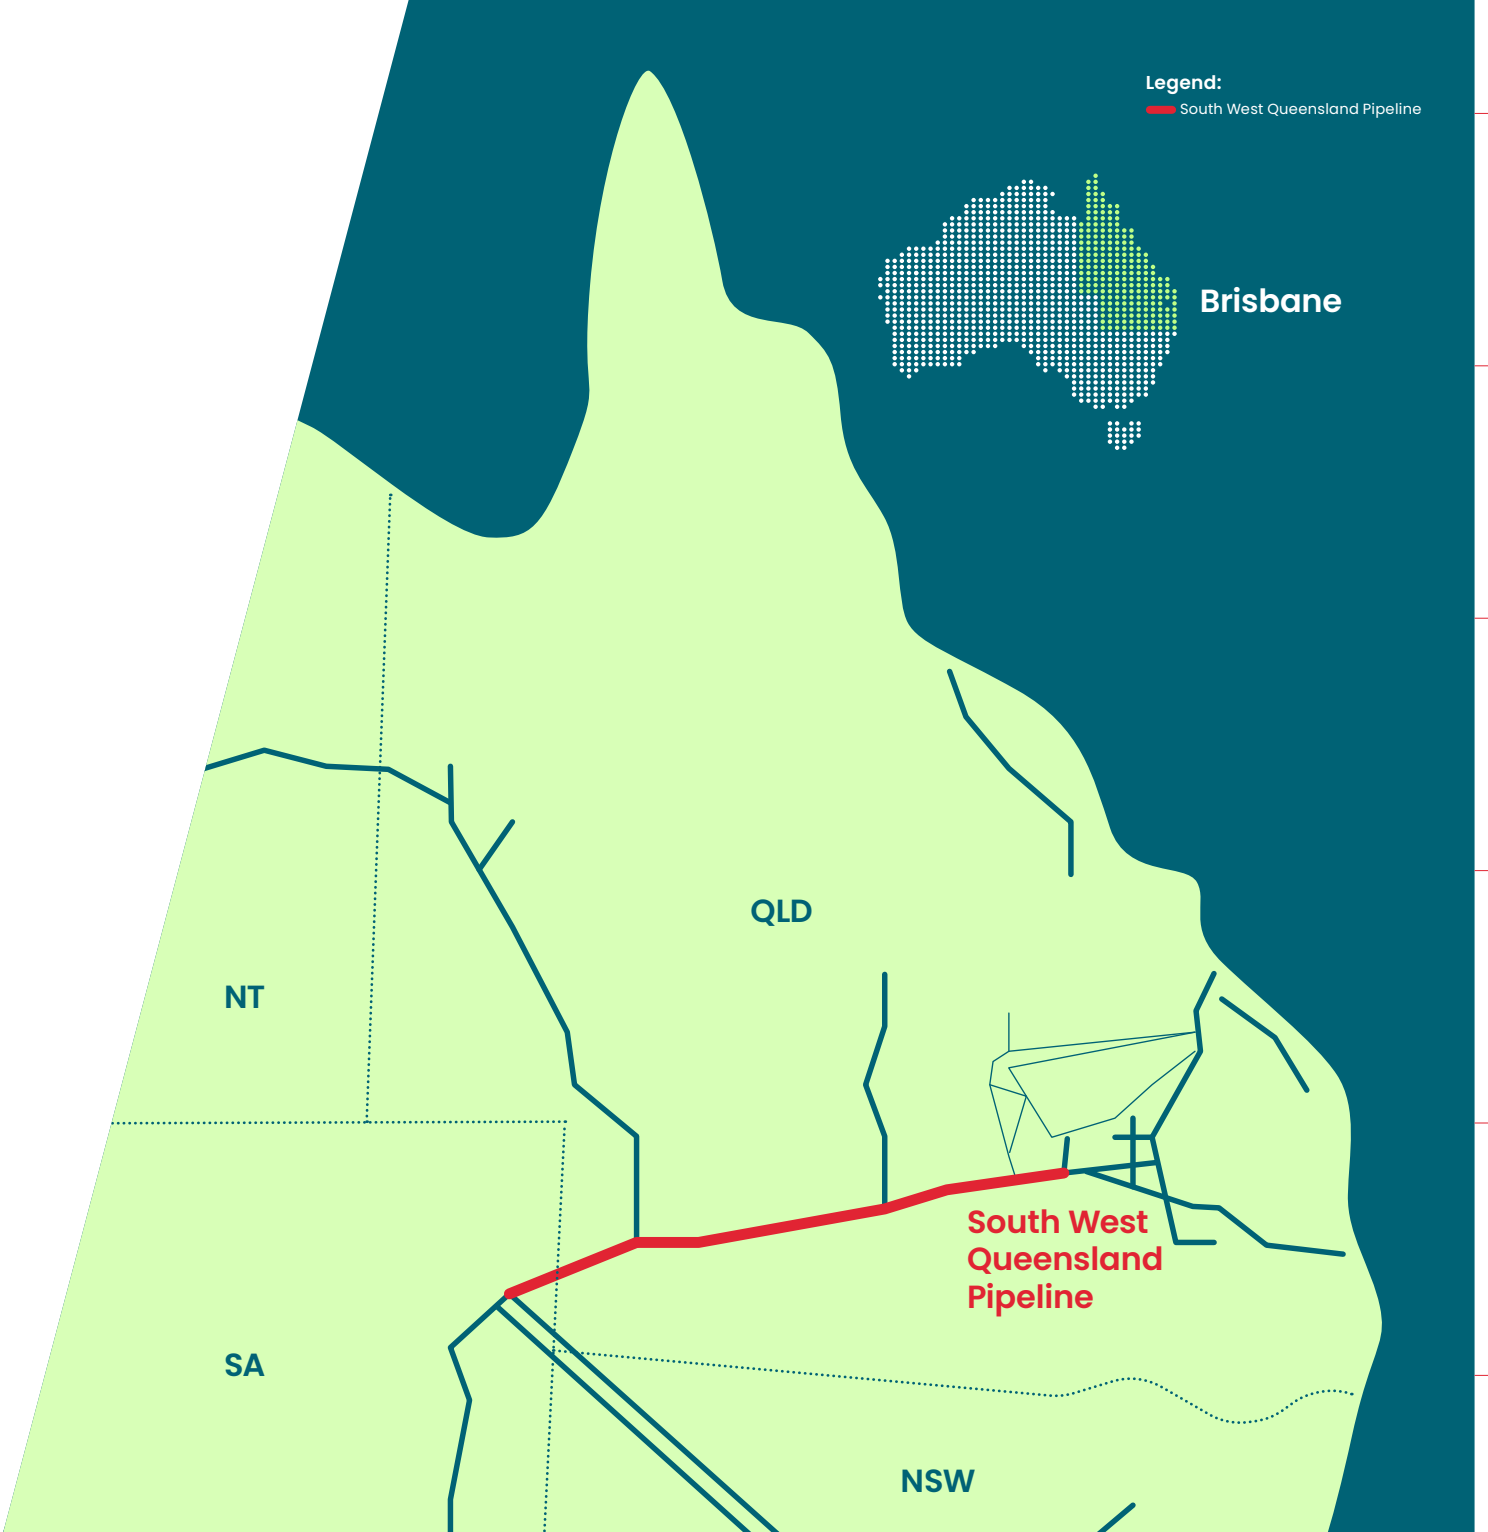 Legend:
South West Queensland Pipeline
Brisbane
QLD
NT
South West
Queensland
Pipeline
SA
NSW